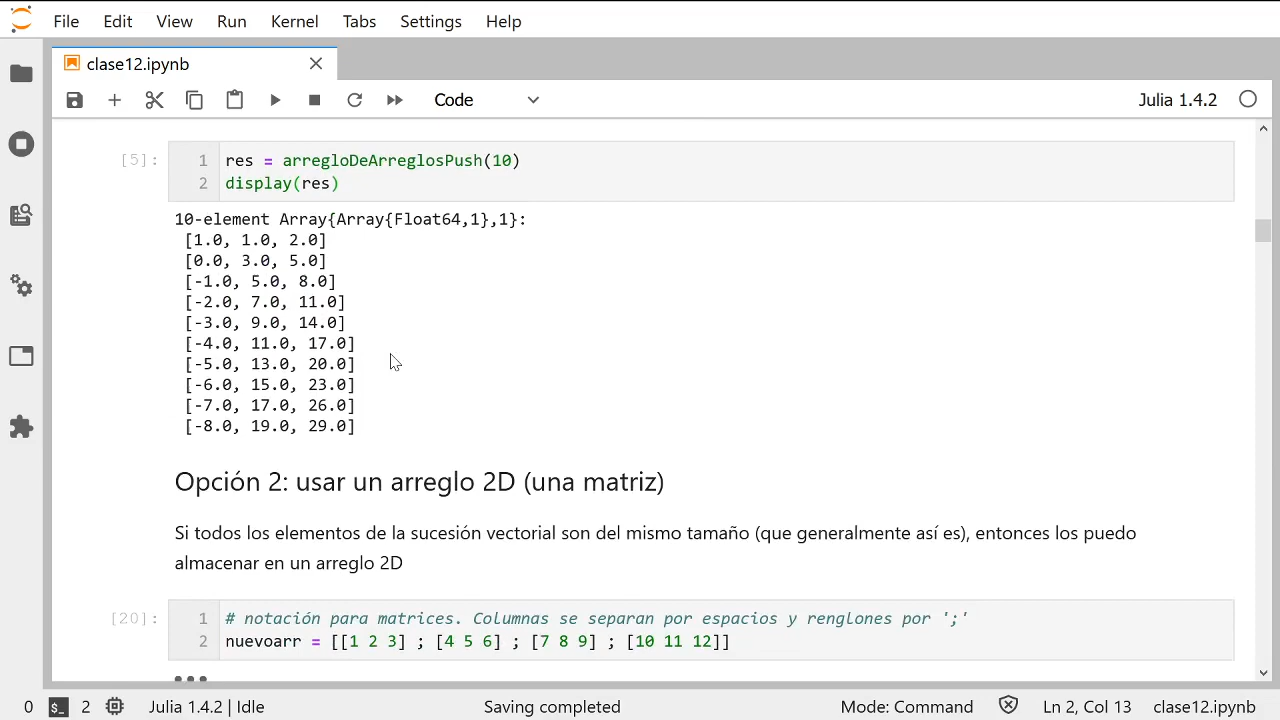 File Edit View Run Kernel Tabs Settings Help
clase12.ipynb
Code Julia 1.4.2
[5]: 1 res = arregloDeArreglosPush(10)
2 display(res)
10-element Array{Array{Float64,1},1}:
[1.0, 1.0, 2.0]
[0.0, 3.0, 5.0]
[-1.0, 5.0, 8.0]
[-2.0, 7.0, 11.0]
[-3.0, 9.0, 14.0]
[-4.0, 11.0, 17.0]
[-5.0, 13.0, 20.0]
[-6.0, 15.0, 23.0]
[-7.0, 17.0, 26.0]
[-8.0, 19.0, 29.0]
Opción 2: usar un arreglo 2D (una matriz)
Si todos los elementos de la sucesión vectorial son del mismo tamaño (que generalmente así es), entonces los puedo
almacenar en un arreglo 2D
[20]: 1 # notación para matrices. Columnas se separan por espacios y renglones por ';'
2 nuevoarr = [[1 2 3] ; [4 5 6] ; [7 8 9] ; [10 11 12]]
0 $_ 2 Julia 1.4.2 | Idle Saving completed Mode: Command Ln 2, Col 13 clase12.ipynb